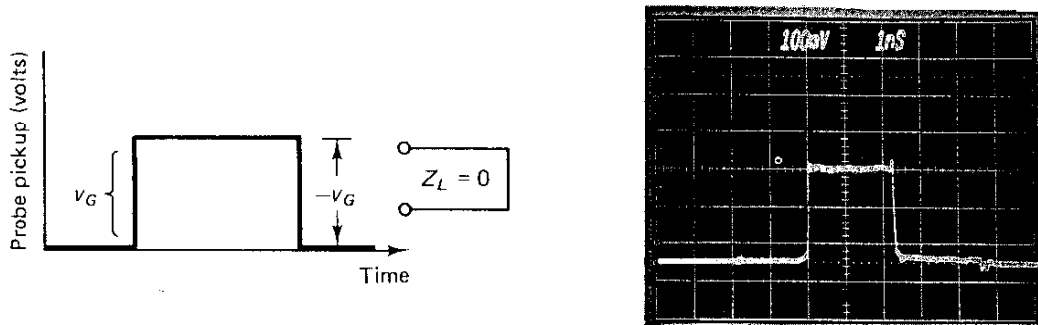 Probe pickup (volts)
v_G
−v_G
Z_L = 0
Time
100mV 1nS